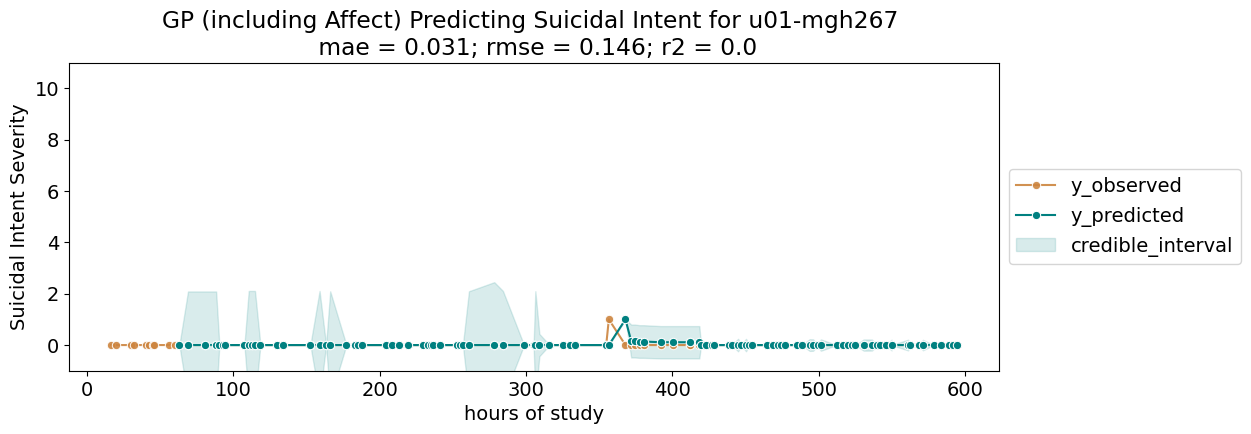 GP (including Affect) Predicting Suicidal Intent for u01-mgh267
mae = 0.031; rmse = 0.146; r2 = 0.0
Suicidal Intent Severity
10
8
6
4
2
0
0 100 200 300 400 500 600
hours of study
y_observed
y_predicted
credible_interval